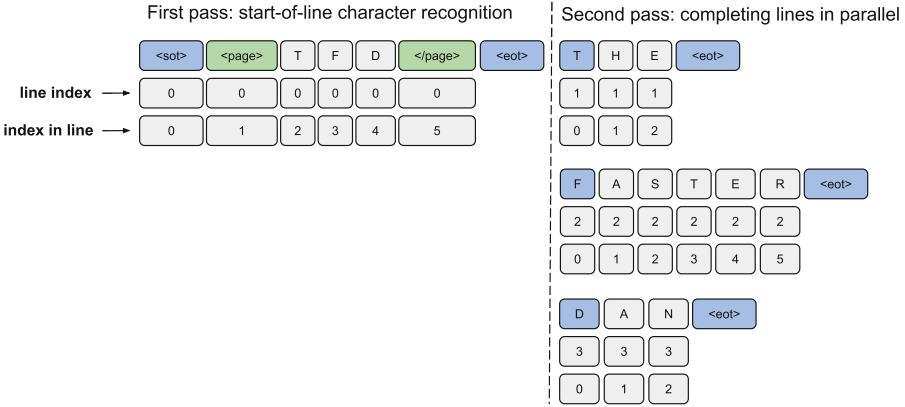 First pass: start-of-line character recognition
<sot> <page> T F D </page> <eot>
line index 0 0 0 0 0 0
index in line 0 1 2 3 4 5
Second pass: completing lines in parallel
T H E <eot>
1 1 1
0 1 2
F A S T E R <eot>
2 2 2 2 2 2
0 1 2 3 4 5
D A N <eot>
3 3 3
0 1 2